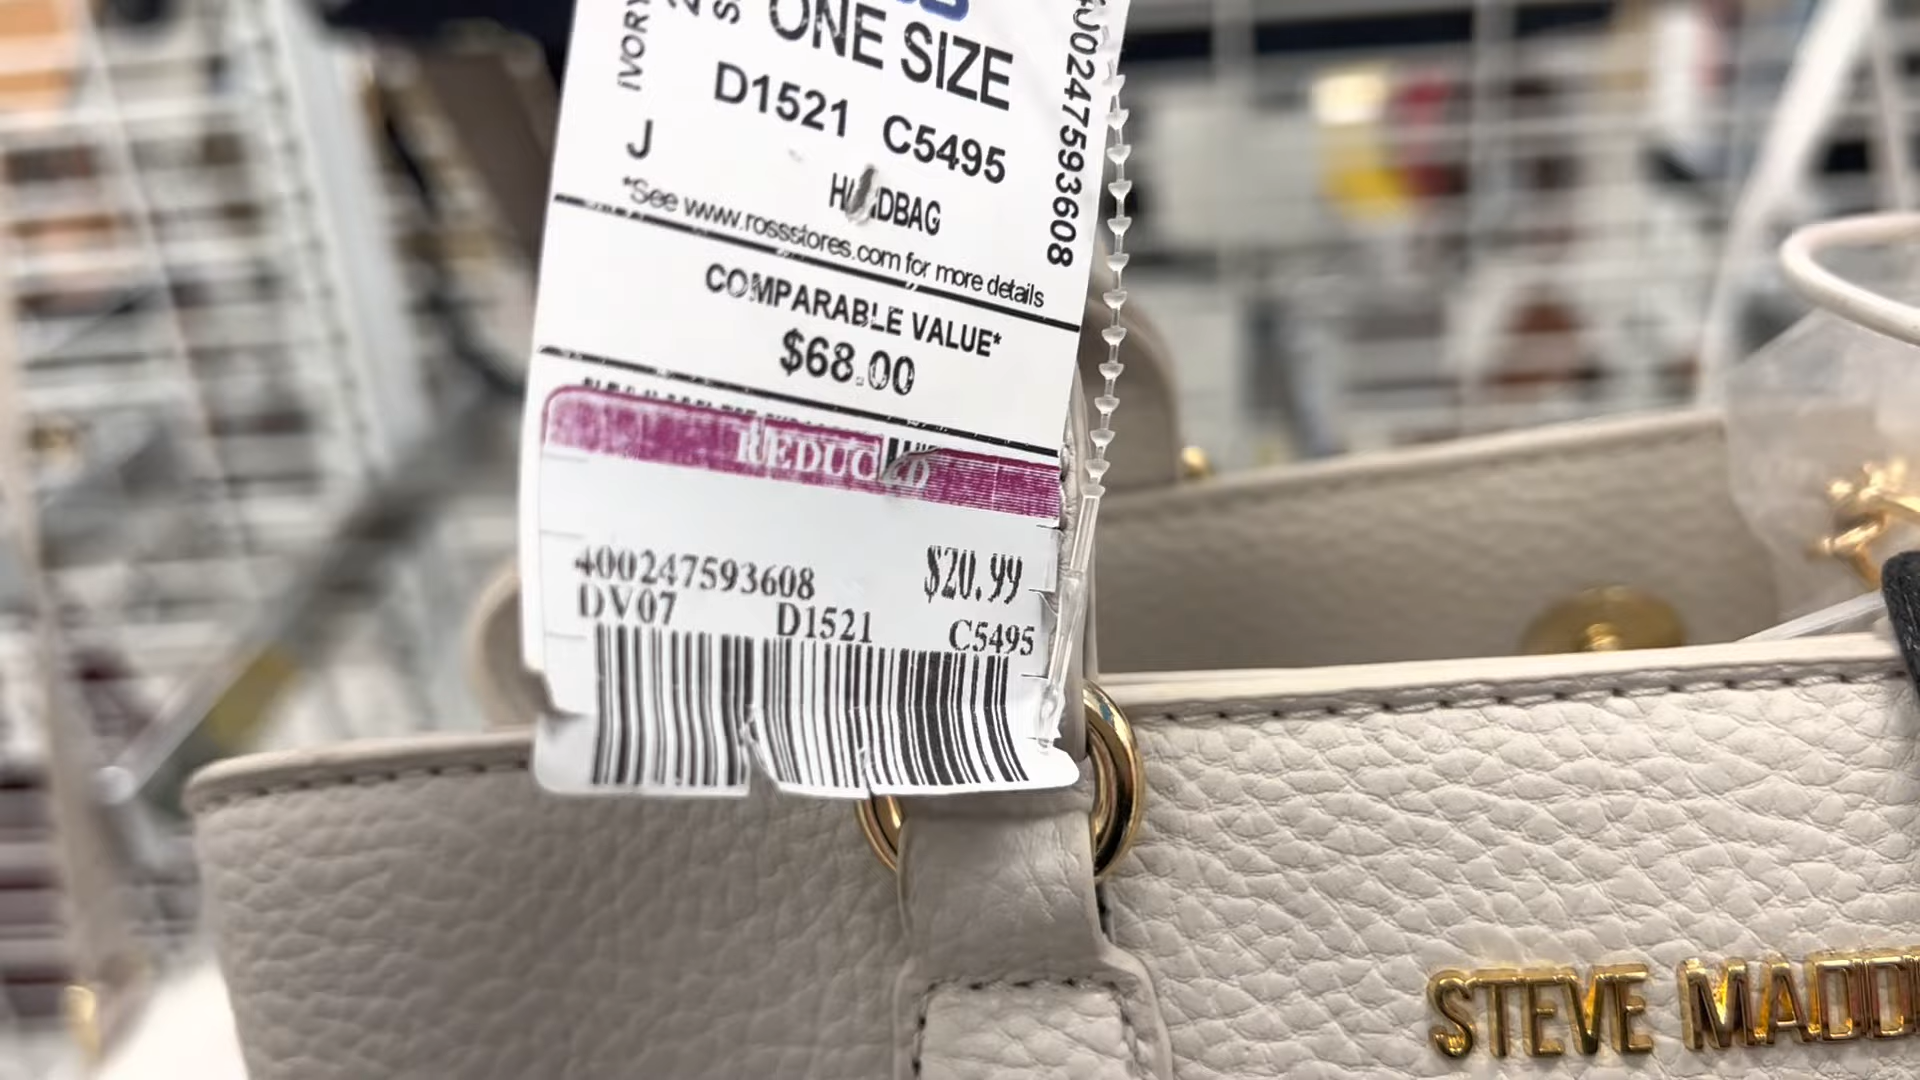 ONE SIZE
D1521 C5495
IVORY
J
HANDBAG
*See www.rossstores.com for more details
400247593608
COMPARABLE VALUE*
$68.00
REDUCED
400247593608 $20.99
DV07 D1521 C5495
STEVE MADD